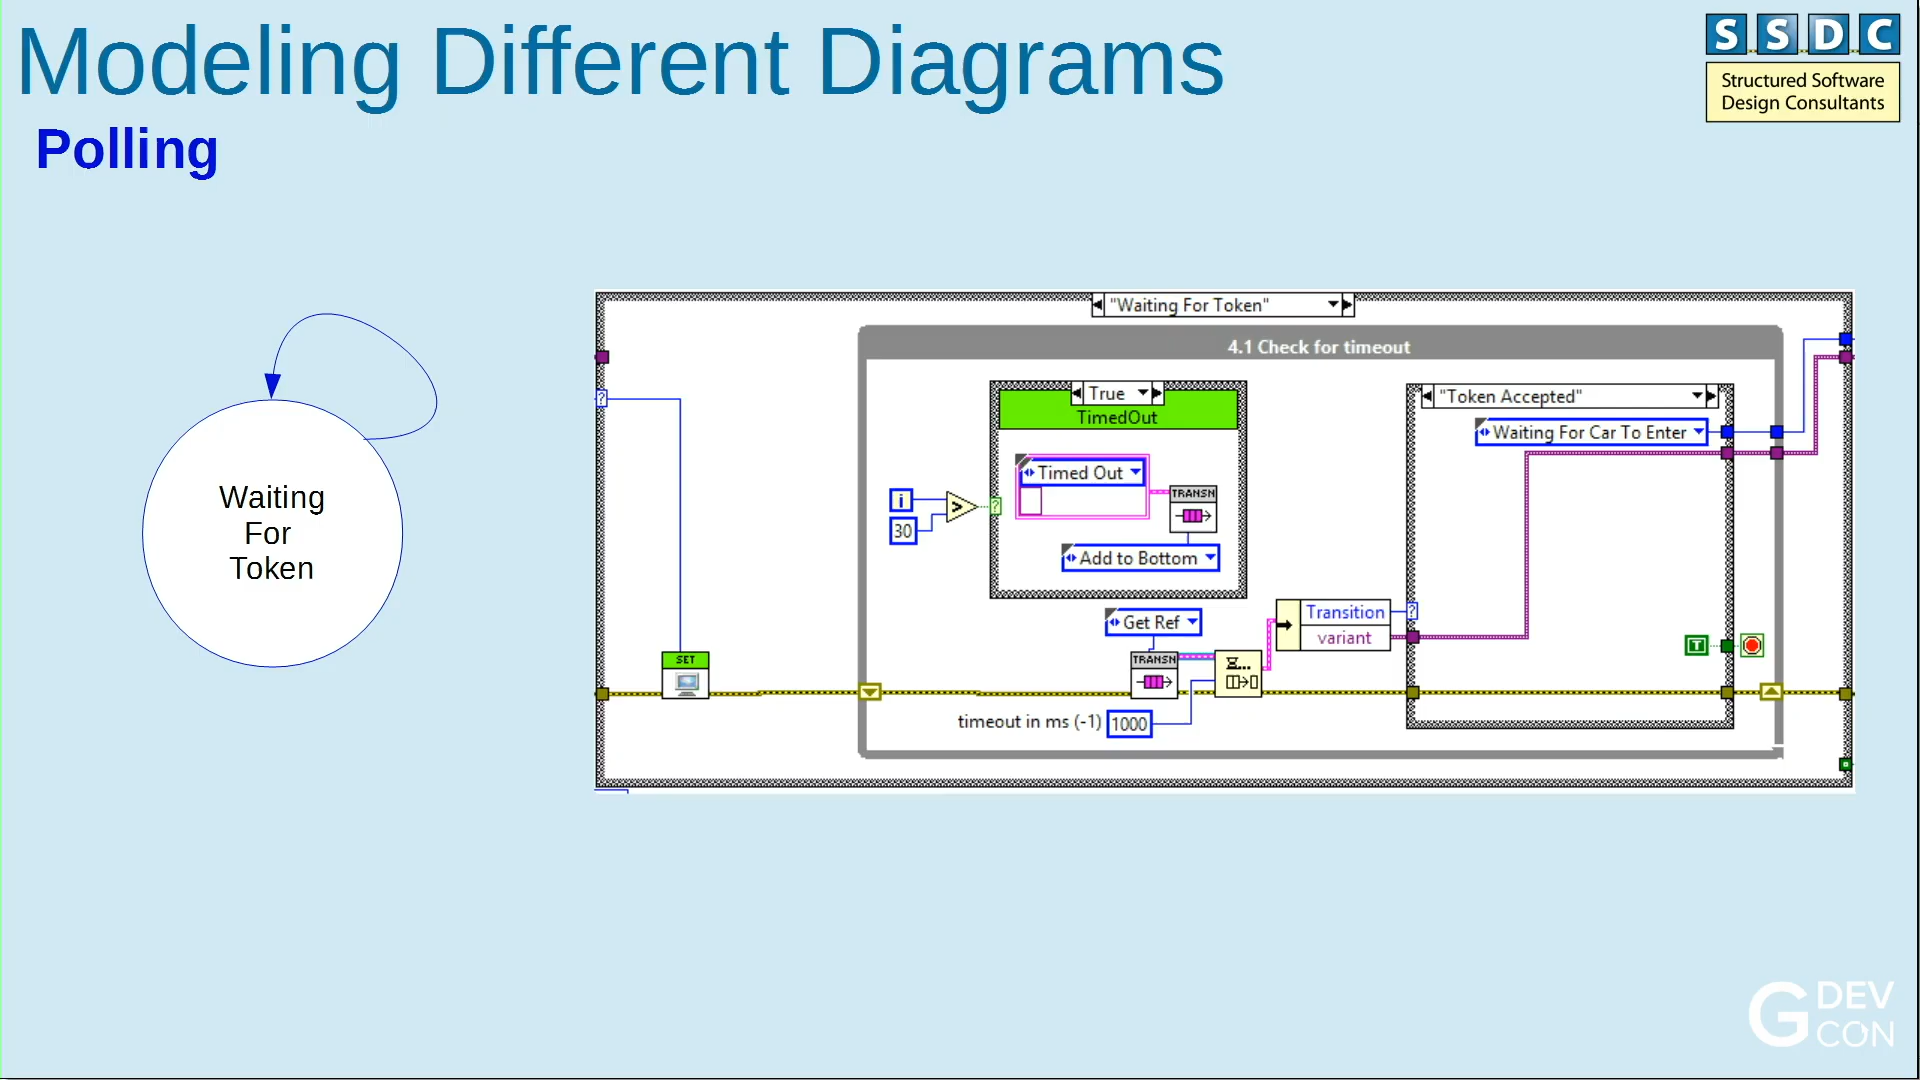 Modeling Different Diagrams
S S D C
Structured Software
Design Consultants
Polling
Waiting
For
Token
"Waiting For Token"
4.1 Check for timeout
True
TimedOut
Timed Out
TRANSN
Add to Bottom
i
30
>
?
?
"Token Accepted"
Waiting For Car To Enter
Get Ref
TRANSN
Transition
variant
?
T
SET
timeout in ms (-1)
1000
G DEV
CON